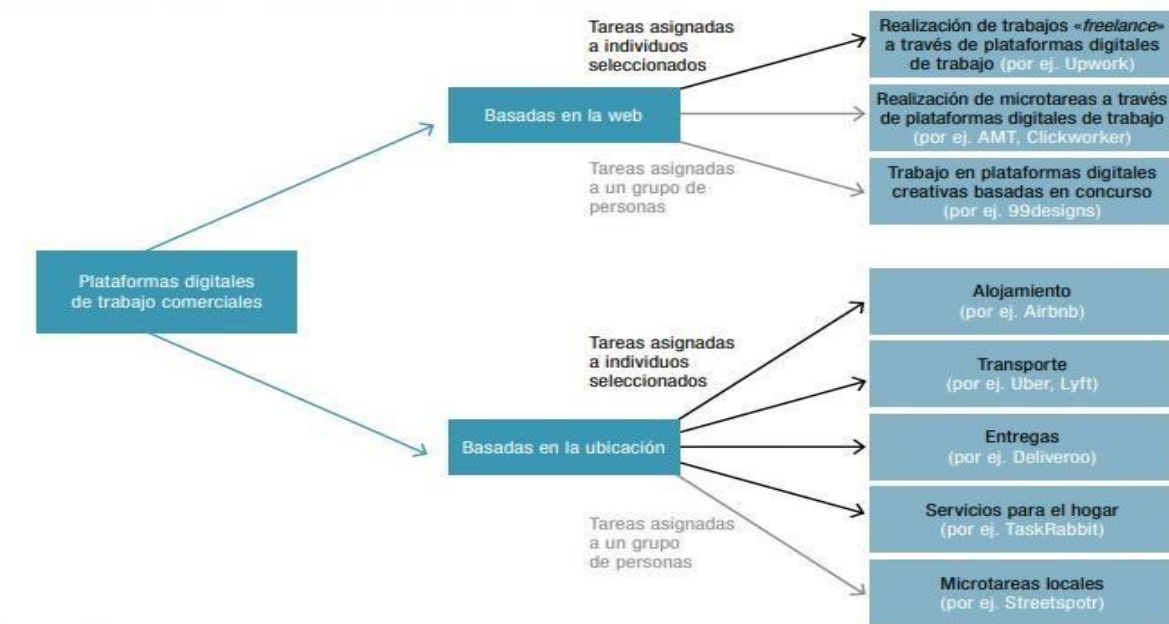 Tareas asignadas
a individuos
seleccionados
Realización de trabajos «freelance»
a través de plataformas digitales
de trabajo (por ej. Upwork)
Basadas en la web
Realización de microtareas a través
de plataformas digitales de trabajo
(por ej. AMT, Clickworker)
Tareas asignadas
a un grupo de
personas
Trabajo en plataformas digitales
creativas basadas en concurso
(por ej. 99designs)
Plataformas digitales
de trabajo comerciales
Alojamiento
(por ej. Airbnb)
Tareas asignadas
a individuos
seleccionados
Transporte
(por ej. Uber, Lyft)
Basadas en la ubicación
Entregas
(por ej. Deliveroo)
Servicios para el hogar
(por ej. TaskRabbit)
Tareas asignadas
a un grupo
de personas
Microtareas locales
(por ej. Streetspotr)